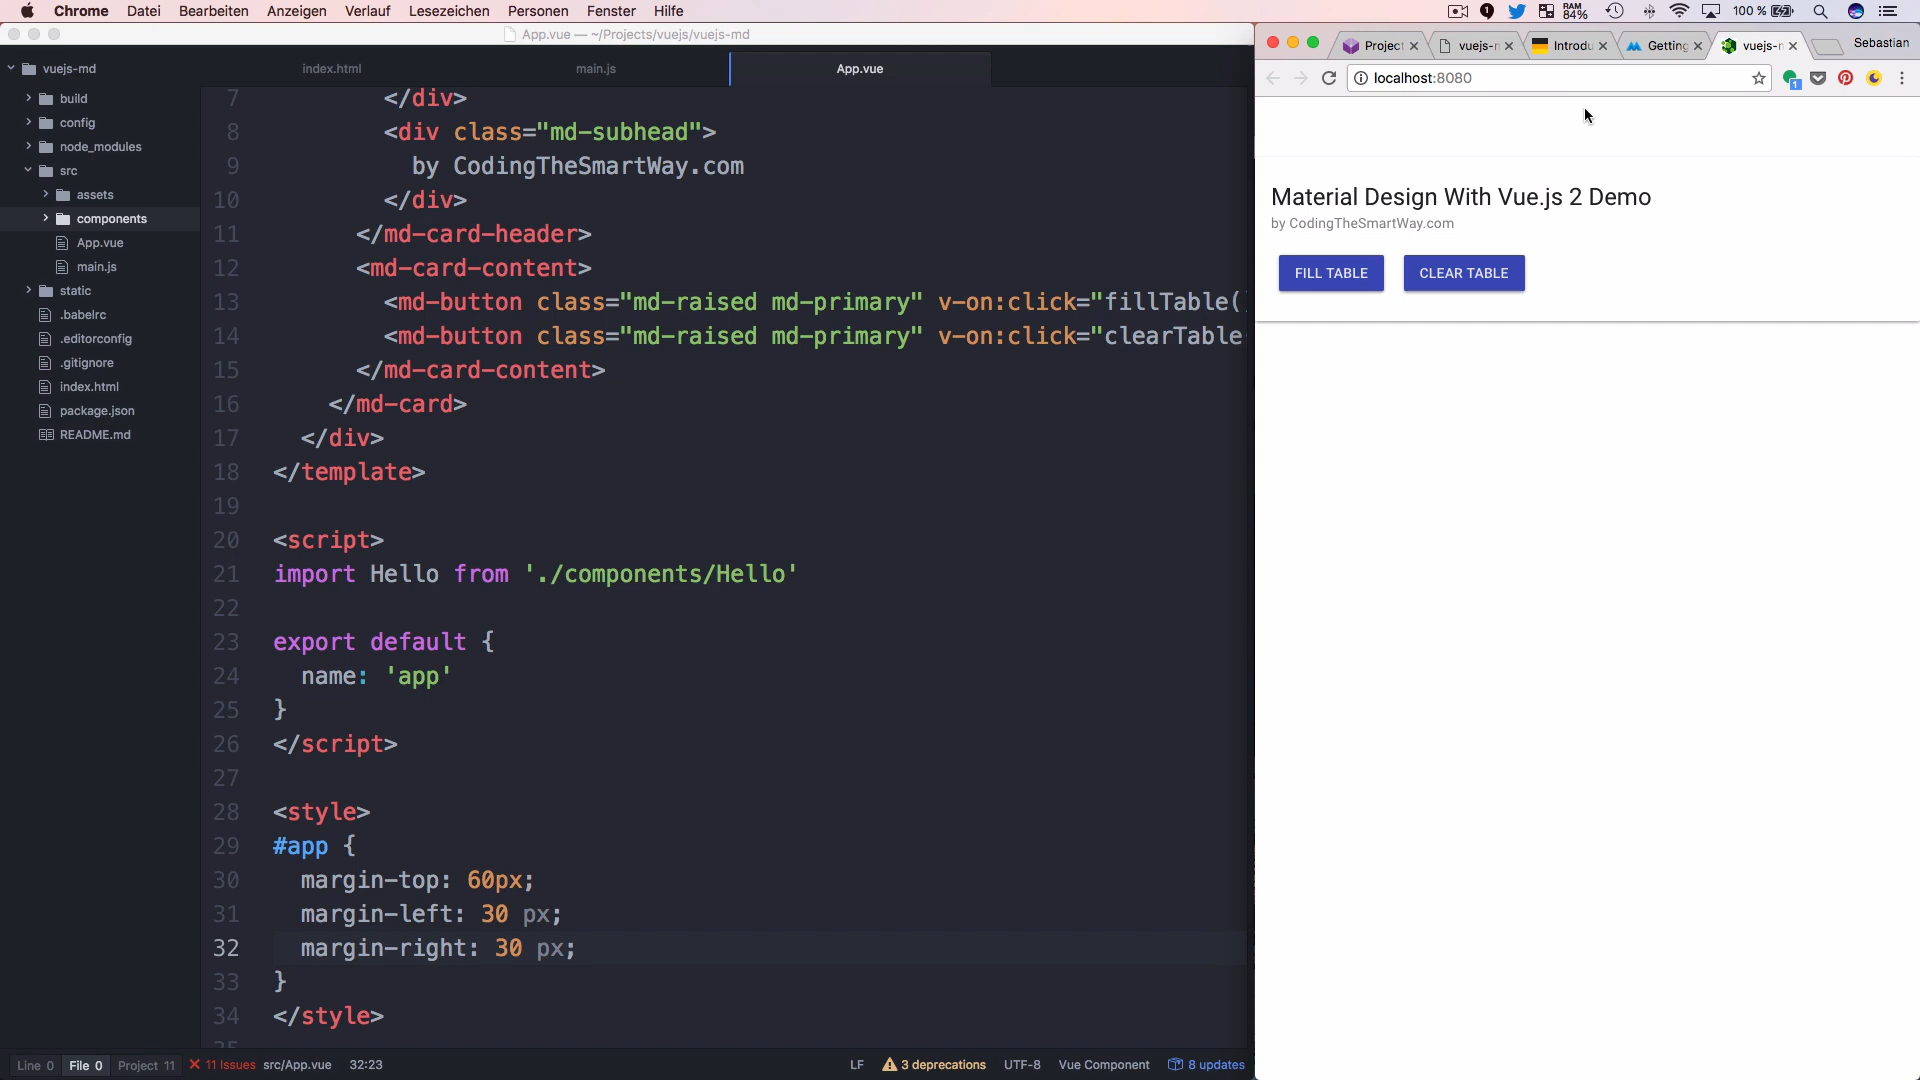 Chrome Datei Bearbeiten Anzeigen Verlauf Lesezeichen Personen Fenster Hilfe
RAM 84% 100 %
App.vue — ~/Projects/vuejs/vuejs-md
vuejs-md
build
config
node_modules
src
assets
components
App.vue
main.js
static
.babelrc
.editorconfig
.gitignore
index.html
package.json
README.md
index.html main.js App.vue
7 </div>
8 <div class="md-subhead">
9 by CodingTheSmartWay.com
10 </div>
11 </md-card-header>
12 <md-card-content>
13 <md-button class="md-raised md-primary" v-on:click="fillTable(
14 <md-button class="md-raised md-primary" v-on:click="clearTable
15 </md-card-content>
16 </md-card>
17 </div>
18 </template>
19
20 <script>
21 import Hello from './components/Hello'
22
23 export default {
24 name: 'app'
25 }
26 </script>
27
28 <style>
29 #app {
30 margin-top: 60px;
31 margin-left: 30 px;
32 margin-right: 30 px;
33 }
34 </style>
Line 0 File 0 Project 11 11 Issues src/App.vue 32:23 LF 3 deprecations UTF-8 Vue Component 8 updates
Project vuejs-n Introdu Getting vuejs-n Sebastian
localhost:8080
1
Material Design With Vue.js 2 Demo
by CodingTheSmartWay.com
FILL TABLE CLEAR TABLE